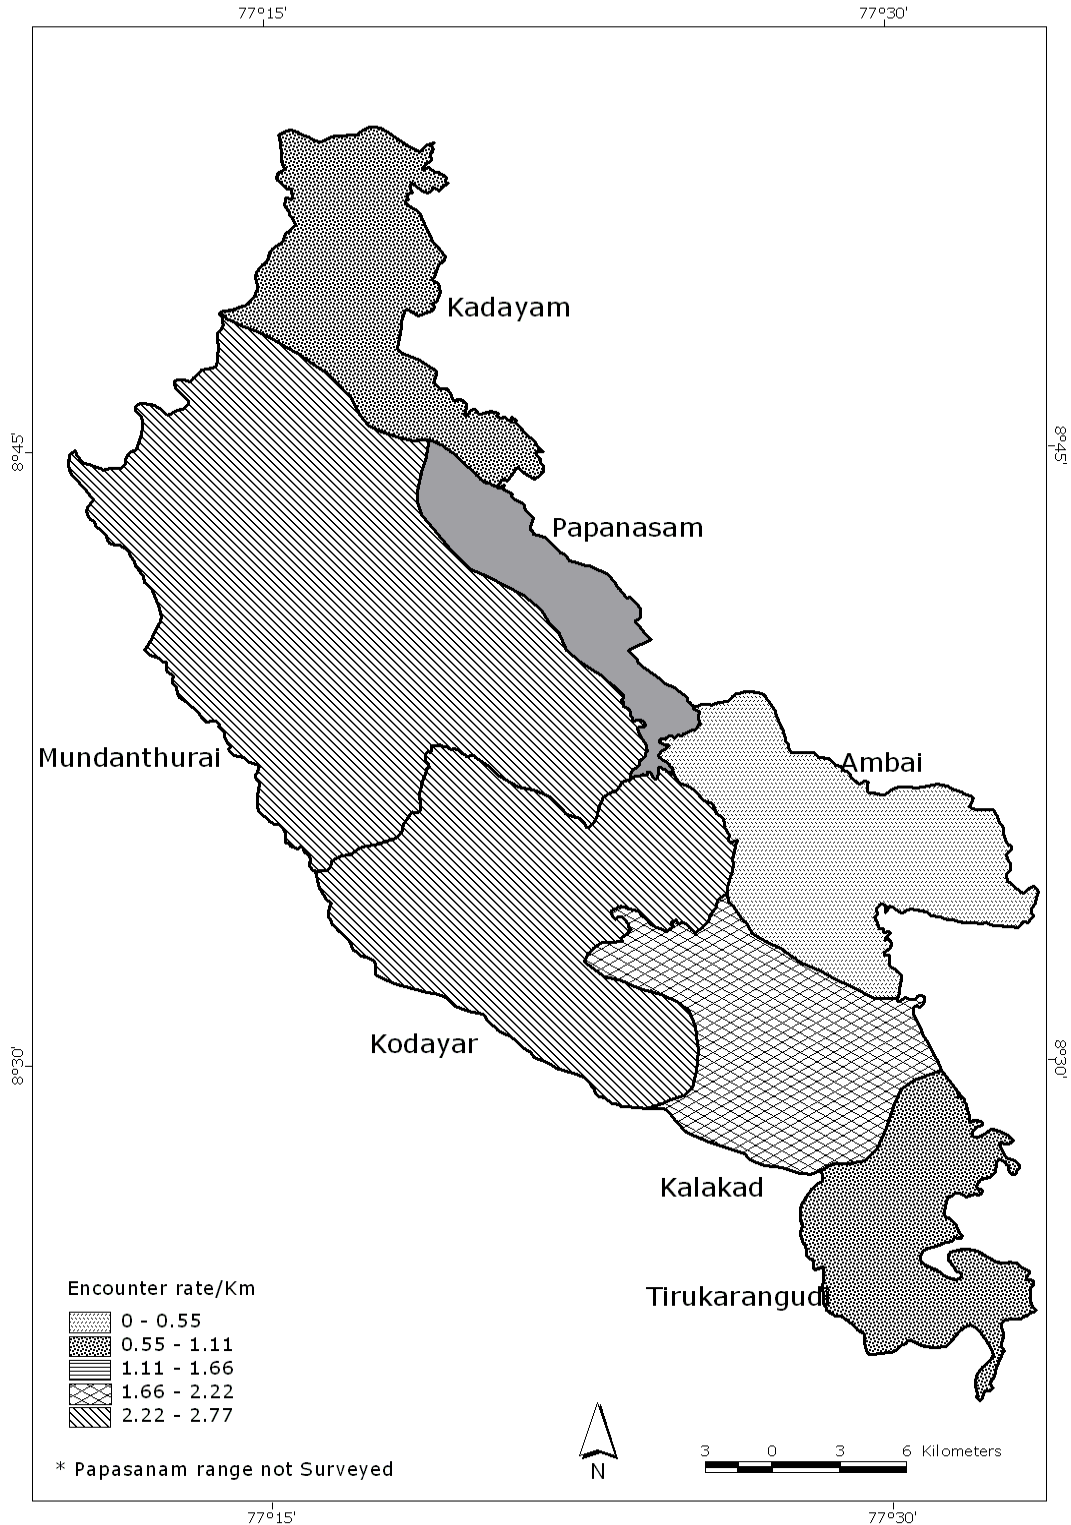 77°15'
77°30'
Kadayam
8°45'
8°45'
Papanasam
Mundanthurai
Ambai
Kodayar
8°30'
8°30'
Kalakad
Tirukarangudi
Encounter rate/Km
0 - 0.55
0.55 - 1.11
1.11 - 1.66
1.66 - 2.22
2.22 - 2.77
3 0 3 6 Kilometers
* Papasanam range not Surveyed
N
77°15'
77°30'